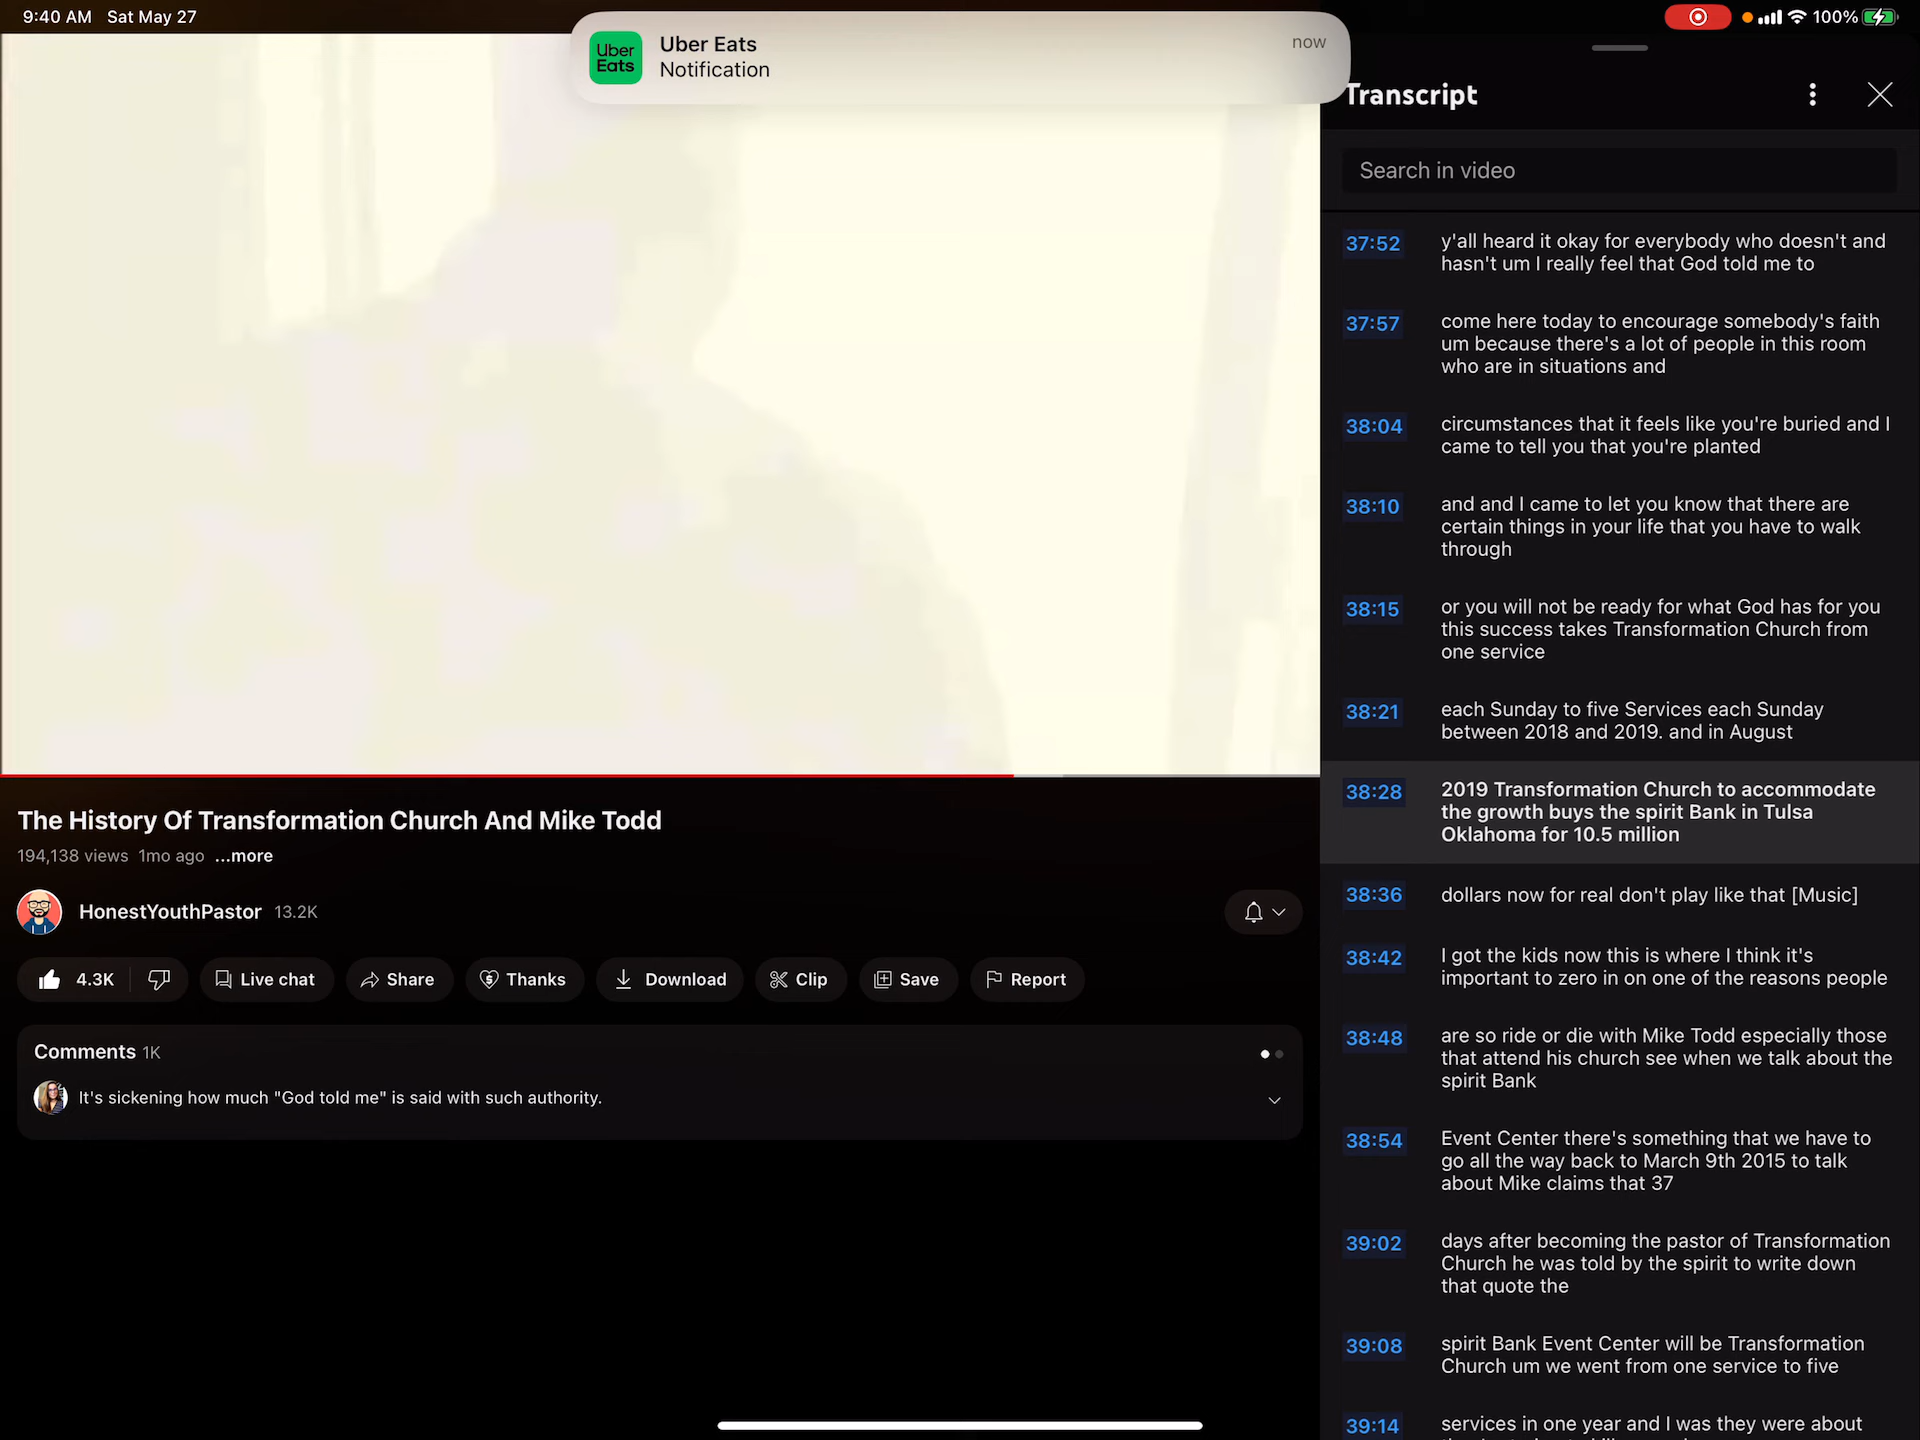 9:40 AM Sat May 27
100%
Uber Eats
Uber Eats
now
Notification
The History Of Transformation Church And Mike Todd
194,138 views 1mo ago ...more
HonestYouthPastor 13.2K
4.3K
Live chat
Share
Thanks
Download
Clip
Save
Report
Comments 1K
It's sickening how much "God told me" is said with such authority.
Transcript
Search in video
37:52
y'all heard it okay for everybody who doesn't and
hasn't um I really feel that God told me to
37:57
come here today to encourage somebody's faith
um because there's a lot of people in this room
who are in situations and
38:04
circumstances that it feels like you're buried and I
came to tell you that you're planted
38:10
and and I came to let you know that there are
certain things in your life that you have to walk
through
38:15
or you will not be ready for what God has for you
this success takes Transformation Church from
one service
38:21
each Sunday to five Services each Sunday
between 2018 and 2019. and in August
38:28
2019 Transformation Church to accommodate
the growth buys the spirit Bank in Tulsa
Oklahoma for 10.5 million
38:36
dollars now for real don't play like that [Music]
38:42
I got the kids now this is where I think it's
important to zero in on one of the reasons people
38:48
are so ride or die with Mike Todd especially those
that attend his church see when we talk about the
spirit Bank
38:54
Event Center there's something that we have to
go all the way back to March 9th 2015 to talk
about Mike claims that 37
39:02
days after becoming the pastor of Transformation
Church he was told by the spirit to write down
that quote the
39:08
spirit Bank Event Center will be Transformation
Church um we went from one service to five
39:14
services in one year and I was they were about